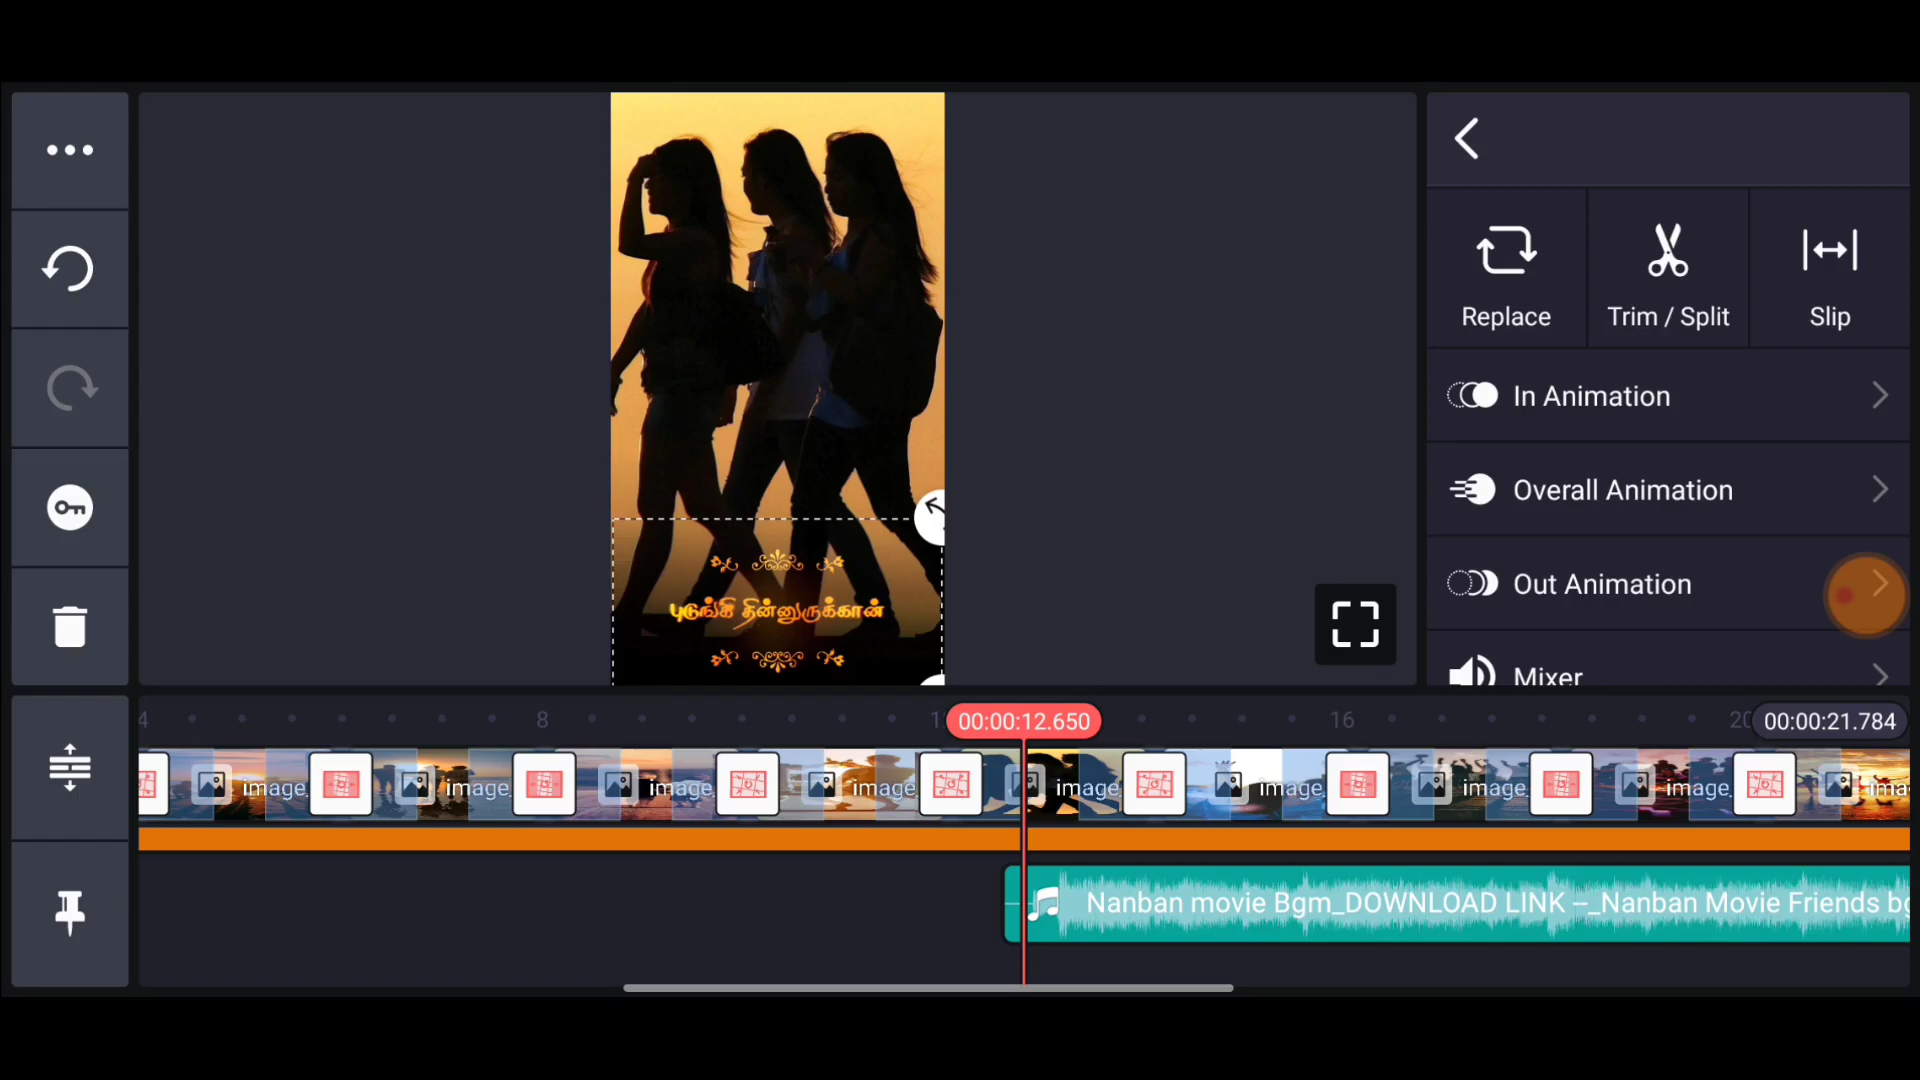 Replace
Trim / Split
Slip
In Animation
Overall Animation
Out Animation
Mixer
புடுங்கி தின்னுருக்கான்
4
8
00:00:12.650
16
20
00:00:21.784
image.
image.
image.
image.
image.
image.
image.
image.
ima
Nanban movie Bgm_DOWNLOAD LINK --_Nanban Movie Friends bg